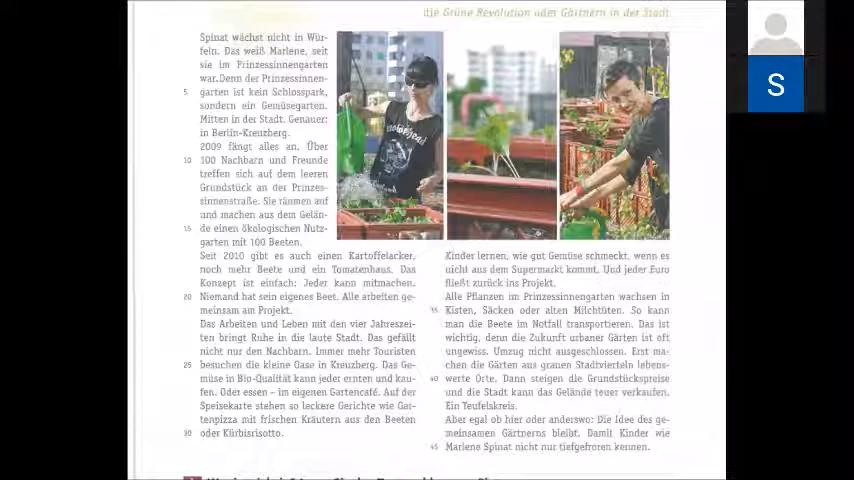 die Grüne Revolution oder Gärtnern in der Stadt
Spinat wächst nicht in Wür-
feln. Das weiß Marlene, seit
sie im Prinzessinnengarten
war.Denn der Prinzessinnen-
5 garten ist kein Schlosspark,
sondern ein Gemüsegarten.
Mitten in der Stadt. Genauer:
in Berlin-Kreuzberg.
2009 fängt alles an. Über
10 100 Nachbarn und Freunde
treffen sich auf dem leeren
Grundstück an der Prinzes-
sinnenstraße. Sie räumen auf
und machen aus dem Gelän-
15 de einen ökologischen Nutz-
garten mit 100 Beeten.
Seit 2010 gibt es auch einen Kartoffelacker,
noch mehr Beete und ein Tomatenhaus. Das
Konzept ist einfach: Jeder kann mitmachen.
20 Niemand hat sein eigenes Beet. Alle arbeiten ge-
meinsam am Projekt.
Das Arbeiten und Leben mit den vier Jahreszei-
ten bringt Ruhe in die laute Stadt. Das gefällt
nicht nur den Nachbarn. Immer mehr Touristen
25 besuchen die kleine Oase in Kreuzberg. Das Ge-
müse in Bio-Qualität kann jeder ernten und kau-
fen. Oder essen – im eigenen Gartencafé. Auf der
Speisekarte stehen so leckere Gerichte wie Gar-
tenpizza mit frischen Kräutern aus den Beeten
30 oder Kürbisrisotto.
Kinder lernen, wie gut Gemüse schmeckt, wenn es
nicht aus dem Supermarkt kommt. Und jeder Euro
fließt zurück ins Projekt.
Alle Pflanzen im Prinzessinnengarten wachsen in
35 Kisten, Säcken oder alten Milchtüten. So kann
man die Beete im Notfall transportieren. Das ist
wichtig, denn die Zukunft urbaner Gärten ist oft
ungewiss. Umzug nicht ausgeschlossen. Erst ma-
chen die Gärten aus grauen Stadtvierteln lebens-
40 werte Orte. Dann steigen die Grundstückspreise
und die Stadt kann das Gelände teuer verkaufen.
Ein Teufelskreis.
Aber egal ob hier oder anderswo: Die Idee des ge-
meinsamen Gärtnerns bleibt. Damit Kinder wie
45 Marlene Spinat nicht nur tiefgefroren kennen.
motörhead
S